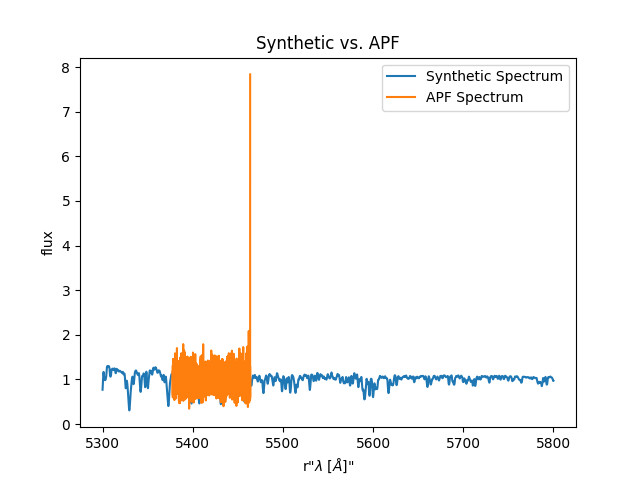 Synthetic vs. APF
Synthetic Spectrum
APF Spectrum
flux
8
7
6
5
4
3
2
1
0
5300 5400 5500 5600 5700 5800
r"λ [Å]"